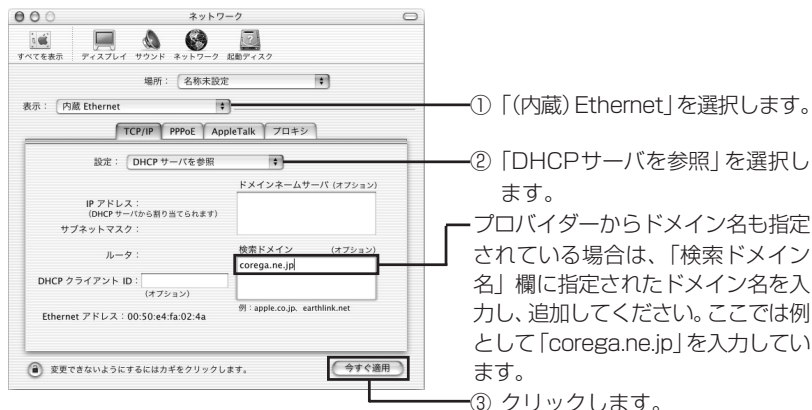 ネットワーク
すべてを表示 ディスプレイ サウンド ネットワーク 起動ディスク
場所： 名称未設定
表示： 内蔵 Ethernet
TCP/IP PPPoE AppleTalk プロキシ
設定： DHCP サーバを参照
ドメインネームサーバ (オプション)
IP アドレス：
(DHCP サーバから割り当てられます)
サブネットマスク：
ルータ：
検索ドメイン (オプション)
corega.ne.jp
DHCP クライアント ID：
(オプション)
例：apple.co.jp、earthlink.net
Ethernet アドレス：00:50:e4:fa:02:4a
変更できないようにするにはカギをクリックします。
今すぐ適用
①「(内蔵) Ethernet」を選択します。
②「DHCPサーバを参照」を選択し
ます。
プロバイダーからドメイン名も指定
されている場合は、「検索ドメイン
名」欄に指定されたドメイン名を入
力し、追加してください。ここでは例
として「corega.ne.jp」を入力してい
ます。
③ クリックします。